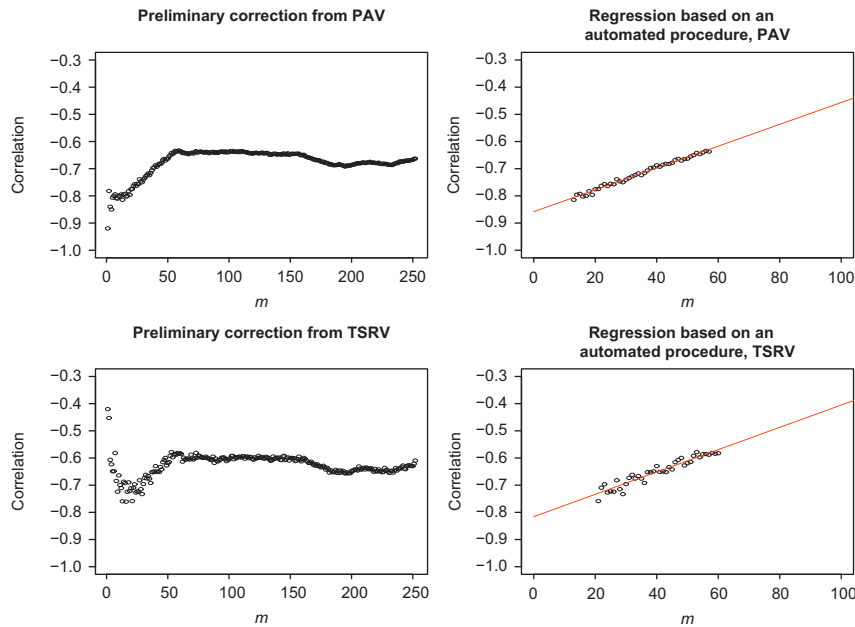 Preliminary correction from PAV
−0.3
−0.4
−0.5
−0.6
−0.7
−0.8
−0.9
−1.0
Correlation
0 50 100 150 200 250
m
Regression based on an
automated procedure, PAV
−0.3
−0.4
−0.5
−0.6
−0.7
−0.8
−0.9
−1.0
Correlation
0 20 40 60 80 100
m
Preliminary correction from TSRV
−0.3
−0.4
−0.5
−0.6
−0.7
−0.8
−0.9
−1.0
Correlation
0 50 100 150 200 250
m
Regression based on an
automated procedure, TSRV
−0.3
−0.4
−0.5
−0.6
−0.7
−0.8
−0.9
−1.0
Correlation
0 20 40 60 80 100
m